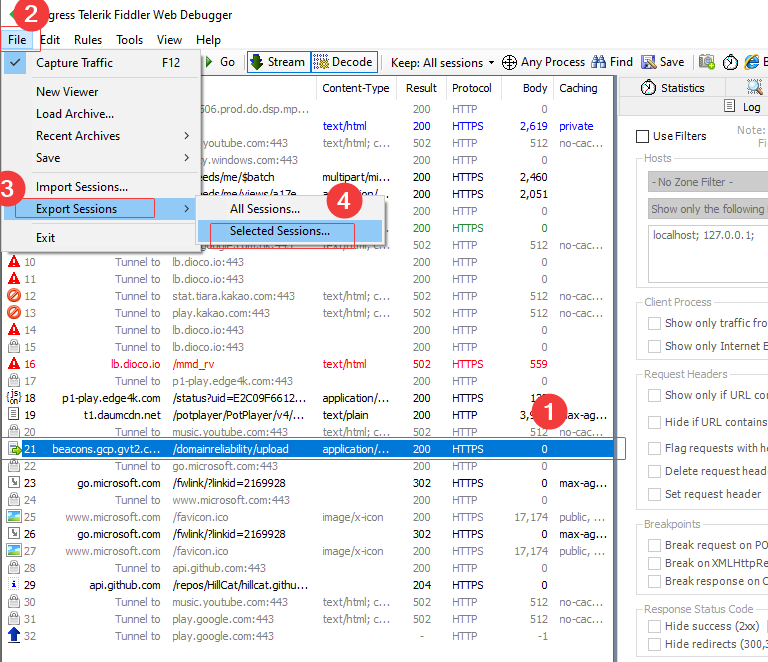 2
gress Telerik Fiddler Web Debugger
File Edit Rules Tools View Help
Capture Traffic F12
Go Stream Decode Keep: All sessions Any Process Find Save
New Viewer
Load Archive...
Recent Archives
Save
Import Sessions...
3
Export Sessions
Exit
4
All Sessions...
Selected Sessions...
Content-Type Result Protocol Body Caching
506.prod.do.dsp.mp... 200 HTTP 0
text/html 200 HTTPS 2,619 private
youtube.com:443 text/html; c... 502 HTTP 512 no-cac...
y.windows.com:443 200 HTTP 0
eeds/me/$batch multipart/mi... 200 HTTPS 2,460
eeds/me/views/a17e... application/... 200 HTTPS 2,051
HTTP 0
200 HTTPS 0
.google.com:443 text/html; c... 502 HTTP 512 no-cac...
10 Tunnel to lb.dioco.io:443 200 HTTP 0
11 Tunnel to lb.dioco.io:443 200 HTTP 0
12 Tunnel to stat.tiara.kakao.com:443 text/html; c... 502 HTTP 512 no-cac...
13 Tunnel to play.kakao.com:443 text/html; c... 502 HTTP 512 no-cac...
14 Tunnel to lb.dioco.io:443 200 HTTP 0
15 Tunnel to lb.dioco.io:443 200 HTTP 0
16 lb.dioco.io /mmd_rv text/html 502 HTTPS 559
17 Tunnel to p1-play.edge4k.com:443 200 HTTP 0
18 p1-play.edge4k.com /status?uid=E2C09F6612... application/... 200 HTTPS
19 t1.daumcdn.net /potplayer/PotPlayer/v4/... text/plain 200 HTTPS max-ag...
1
20 Tunnel to music.youtube.com:443 text/html; c... 502 HTTP 512 no-cac...
21 beacons.gcp.gvt2.c... /domainreliability/upload application/... 200 HTTPS 0
22 Tunnel to go.microsoft.com:443 200 HTTP 0
23 go.microsoft.com /fwlink/?linkid=2169928 302 HTTPS 0 max-ag...
24 Tunnel to www.microsoft.com:443 200 HTTP 0
25 www.microsoft.com /favicon.ico image/x-icon 200 HTTPS 17,174 public, ...
26 go.microsoft.com /fwlink/?linkid=2169928 302 HTTPS 0 max-ag...
27 www.microsoft.com /favicon.ico image/x-icon 200 HTTPS 17,174 public, ...
28 Tunnel to api.github.com:443 200 HTTP 0
29 api.github.com /repos/HillCat/hillcat.githu... 204 HTTPS 0
30 Tunnel to music.youtube.com:443 text/html; c... 502 HTTP 512 no-cac...
31 Tunnel to play.google.com:443 text/html; c... 502 HTTP 512 no-cac...
32 Tunnel to play.google.com:443 - HTTP -1
Statistics
Log
Use Filters
Note:
Fi
Hosts
- No Zone Filter -
Show only the following
localhost; 127.0.0.1;
Client Process
Show only traffic fro
Show only Internet E
Request Headers
Show only if URL con
Hide if URL contains
Flag requests with he
Delete request heade
Set request header
Breakpoints
Break request on PO
Break on XMLHttpRe
Break response on C
Response Status Code
Hide success (2xx)
Hide redirects (300,3